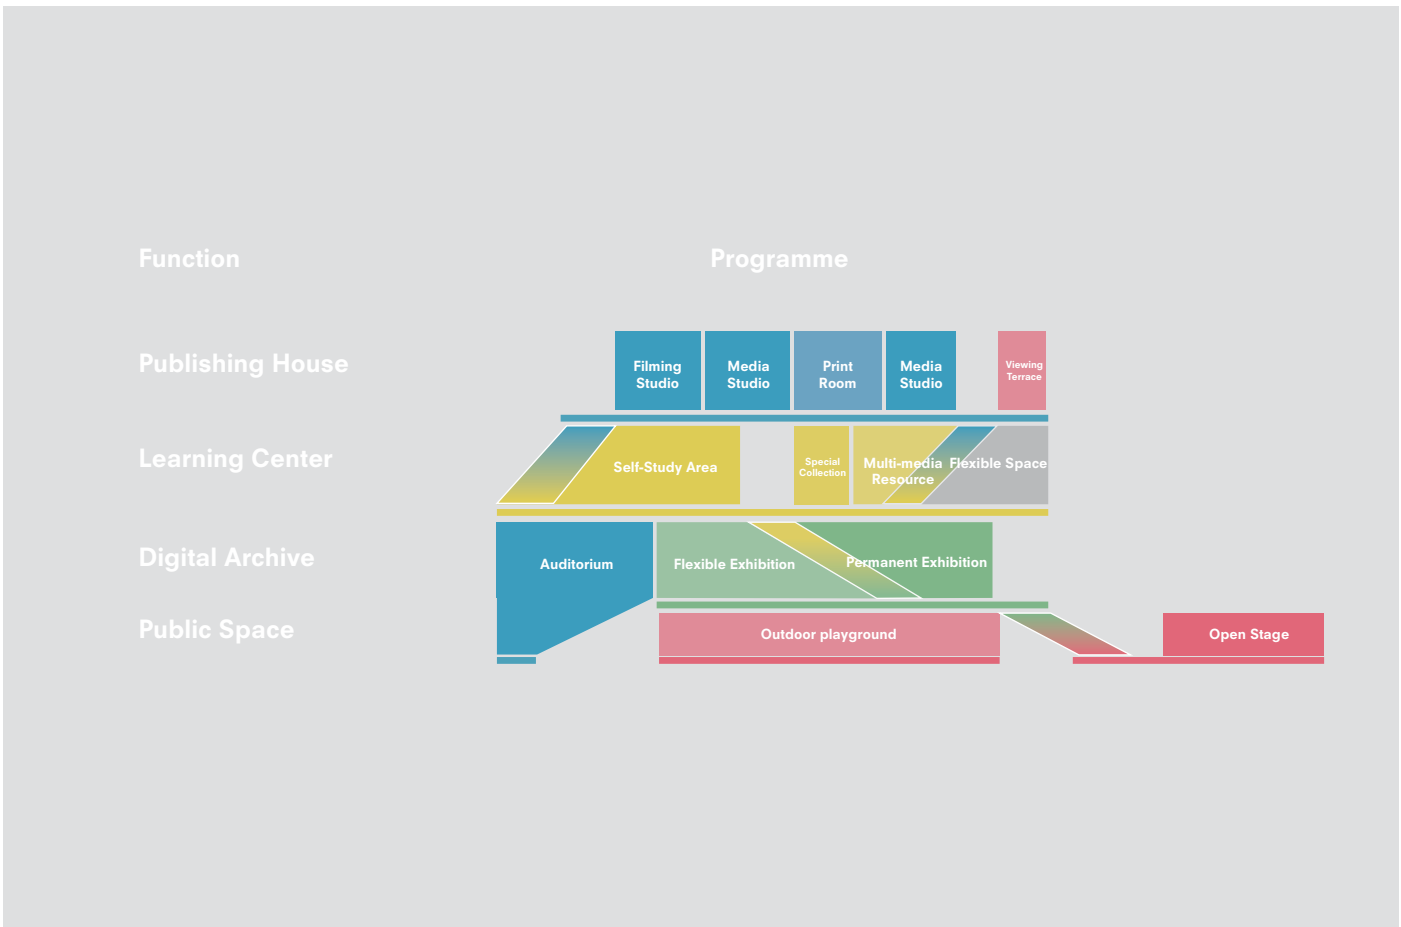 Function
Programme
Publishing House
Filming
Studio
Media
Studio
Print
Room
Media
Studio
Viewing
Terrace
Learning Center
Self-Study Area
Special
Collection
Multi-media
Resource
Flexible Space
Digital Archive
Auditorium
Flexible Exhibition
Permanent Exhibition
Public Space
Outdoor playground
Open Stage